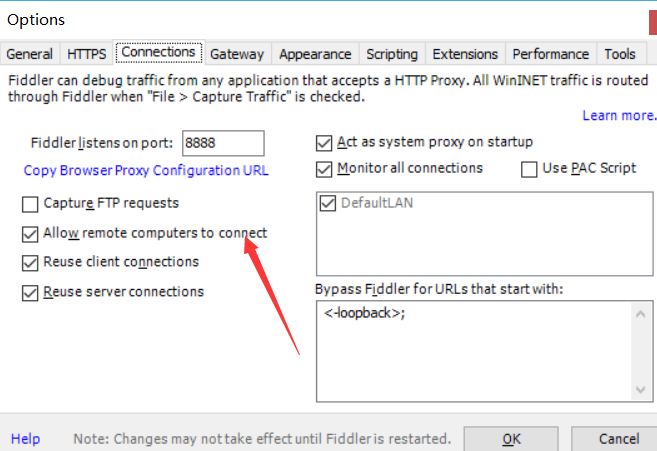 Options
General HTTPS Connections Gateway Appearance Scripting Extensions Performance Tools
Fiddler can debug traffic from any application that accepts a HTTP Proxy. All WinINET traffic is routed
through Fiddler when "File > Capture Traffic" is checked.
Learn more.
Fiddler listens on port: 8888
Copy Browser Proxy Configuration URL
Capture FTP requests
Allow remote computers to connect
Reuse client connections
Reuse server connections
Act as system proxy on startup
Monitor all connections Use PAC Script
DefaultLAN
Bypass Fiddler for URLs that start with:
<-loopback>;
Help Note: Changes may not take effect until Fiddler is restarted. OK Cancel